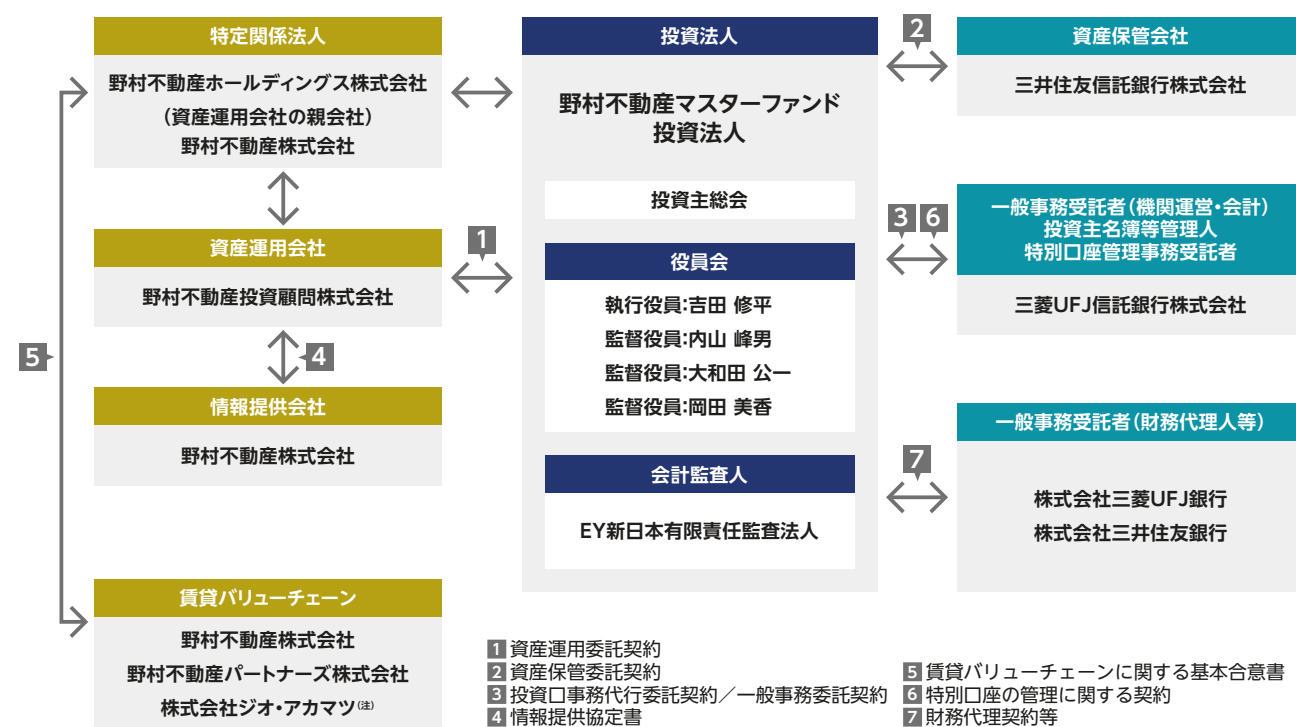 特定関係法人
野村不動産ホールディングス株式会社
(資産運用会社の親会社)
野村不動産株式会社
資産運用会社
野村不動産投資顧問株式会社
4
5
情報提供会社
野村不動産株式会社
賃貸バリューチェーン
野村不動産株式会社
野村不動産パートナーズ株式会社
株式会社ジオ・アカマツ(注)
1
投資法人
野村不動産マスターファンド
投資法人
投資主総会
役員会
執行役員:吉田 修平
監督役員:内山 峰男
監督役員:大和田 公一
監督役員:岡田 美香
会計監査人
EY新日本有限責任監査法人
2
資産保管会社
三井住友信託銀行株式会社
3 6
一般事務受託者(機関運営・会計)
投資主名簿等管理人
特別口座管理事務受託者
三菱UFJ信託銀行株式会社
7
一般事務受託者(財務代理人等)
株式会社三菱UFJ銀行
株式会社三井住友銀行
1 資産運用委託契約
2 資産保管委託契約
3 投資口事務代行委託契約/一般事務委託契約
4 情報提供協定書
5 賃貸バリューチェーンに関する基本合意書
6 特別口座の管理に関する契約
7 財務代理契約等